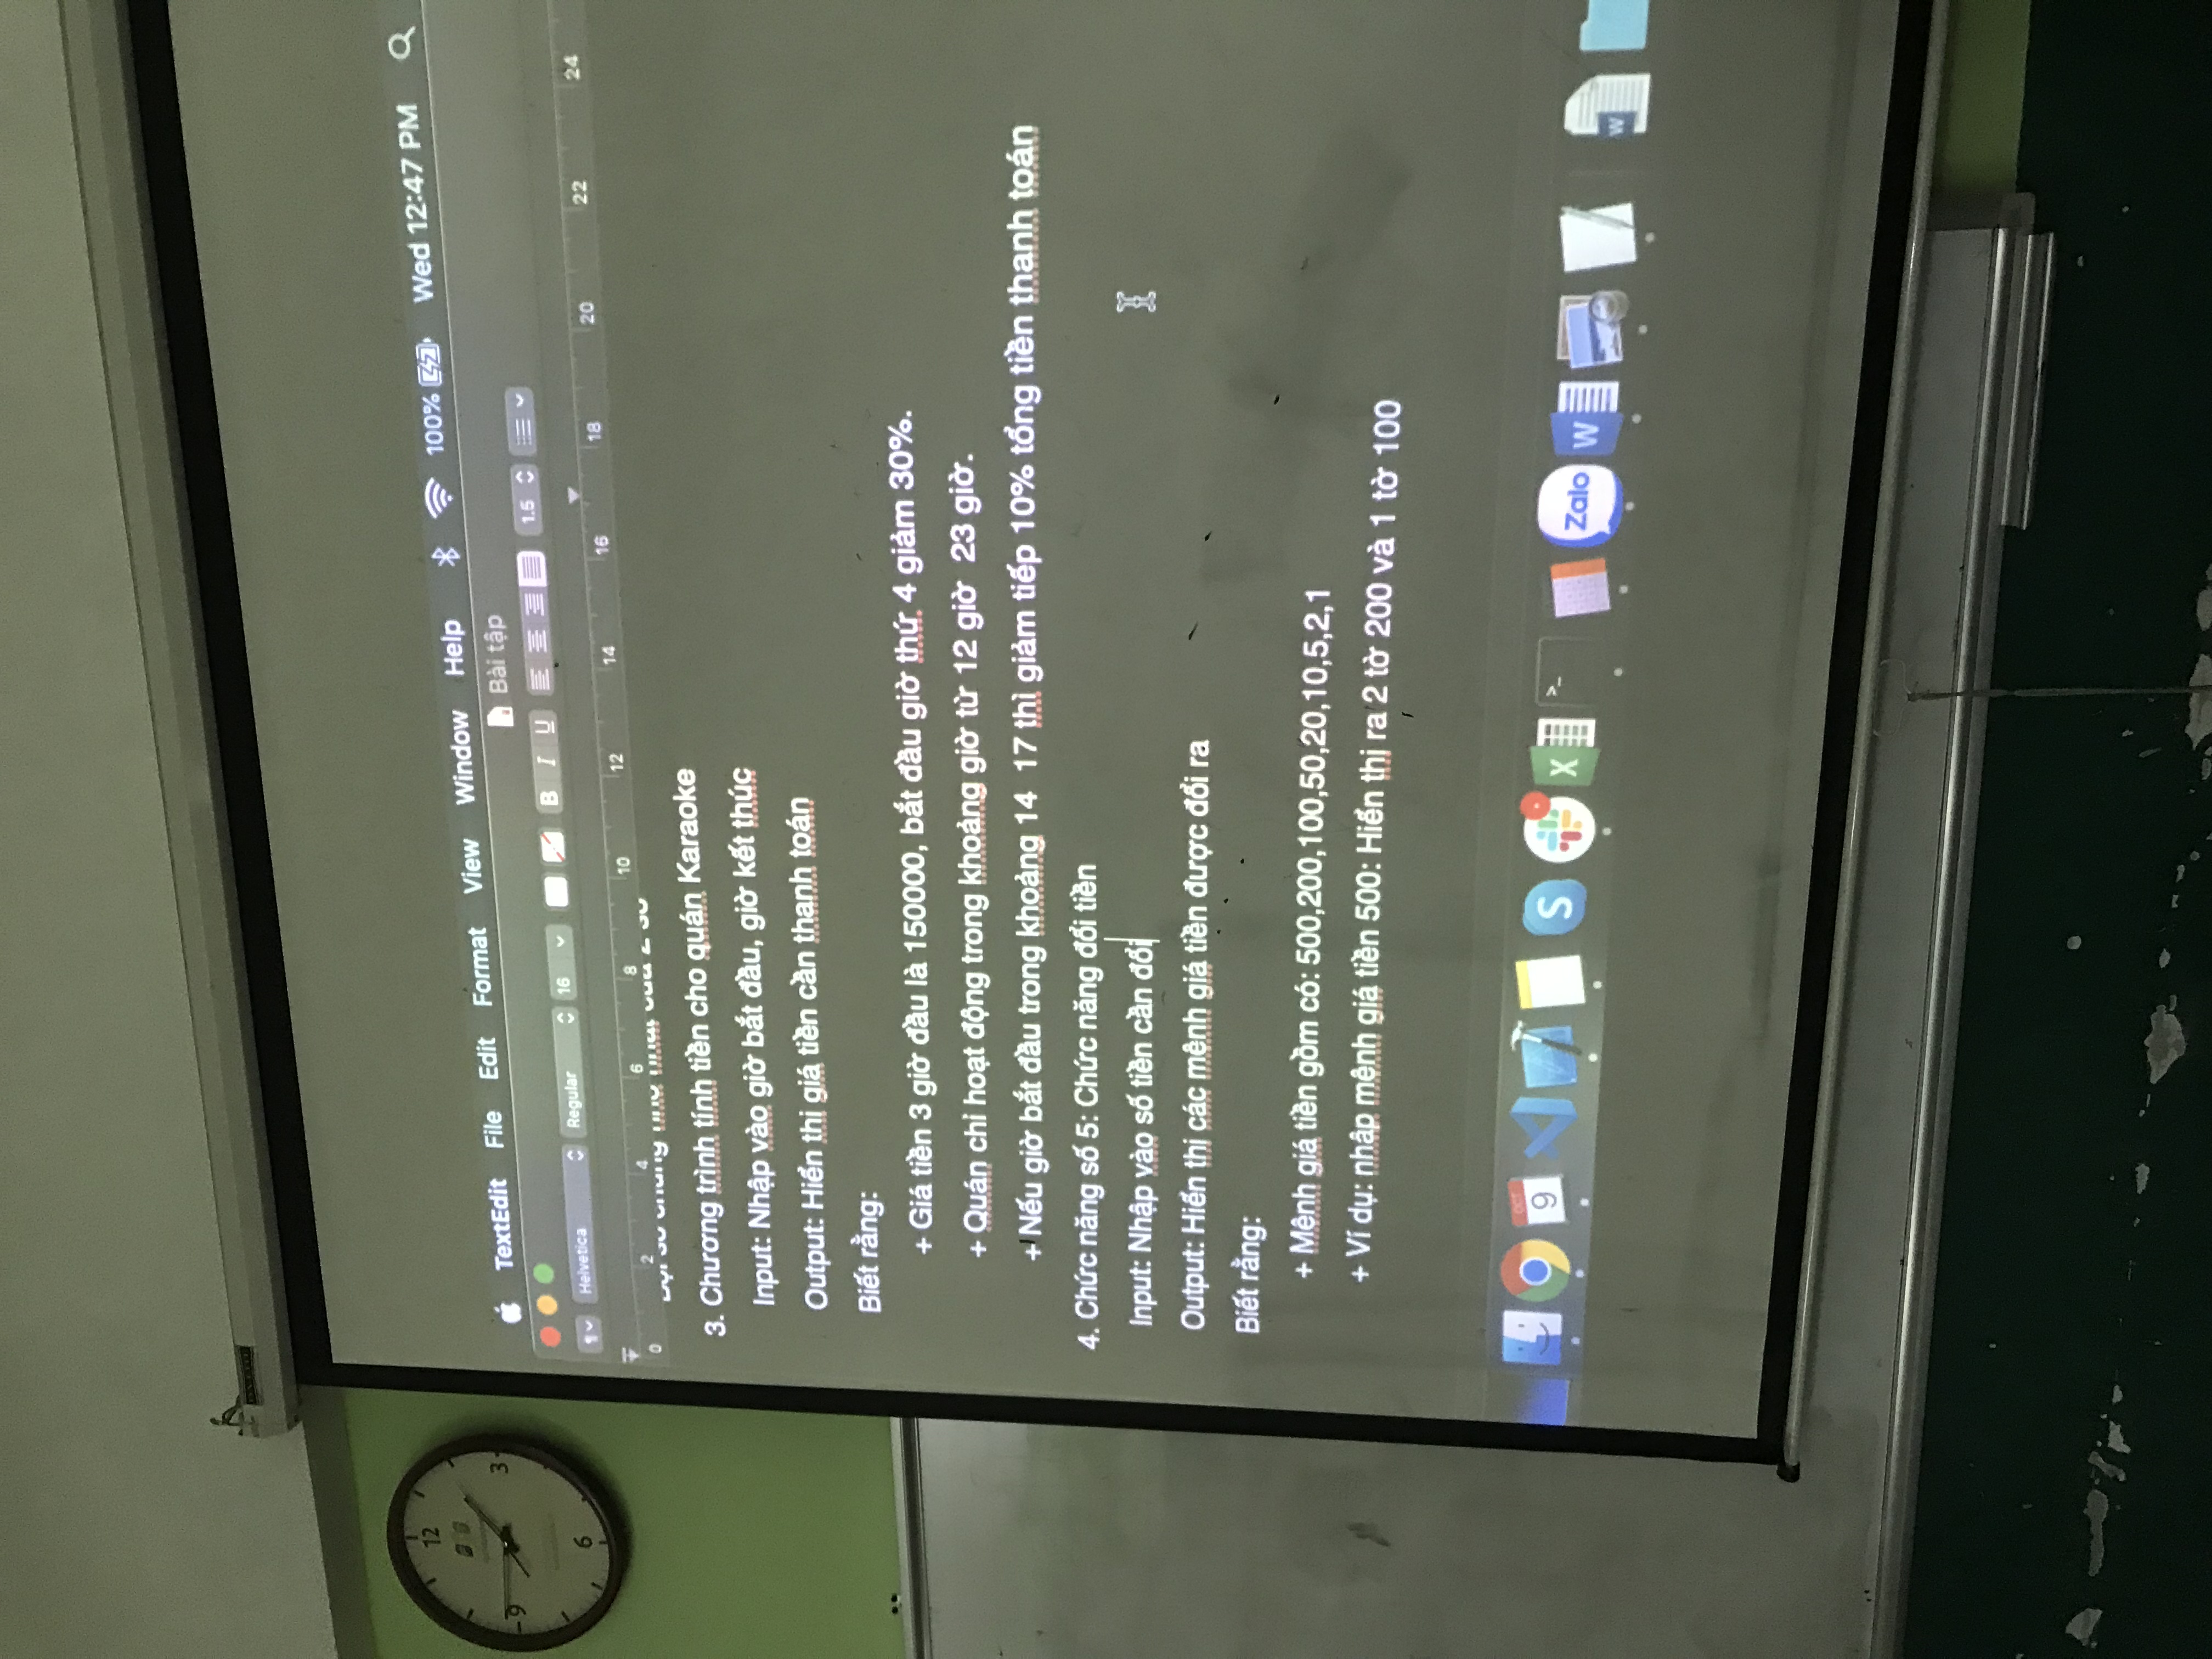 12
3
6
9
TextEdit File Edit Format View Window Help 100% Wed 12:47 PM
Bài tập
Helvetica Regular 16 B I U 1.5
0 2 4 6 8 10 12 14 16 18 20 22 24
3. Chương trình tính tiền cho quán Karaoke
Input: Nhập vào giờ bắt đầu, giờ kết thúc
Output: Hiển thị giá tiền cần thanh toán
Biết rằng:
+ Giá tiền 3 giờ đầu là 150000, bắt đầu giờ thứ 4 giảm 30%.
+ Quán chỉ hoạt động trong khoảng giờ từ 12 giờ 23 giờ.
+ Nếu giờ bắt đầu trong khoảng 14 17 thì giảm tiếp 10% tổng tiền thanh toán
4. Chức năng số 5: Chức năng đổi tiền
Input: Nhập vào số tiền cần đổi
Output: Hiển thị các mệnh giá tiền được đổi ra
Biết rằng:
+ Mệnh giá tiền gồm có: 500,200,100,50,20,10,5,2,1
+ Ví dụ: nhập mệnh giá tiền 500: Hiển thị ra 2 tờ 200 và 1 tờ 100
OCT
9
S
X
>_
Zalo
W
W